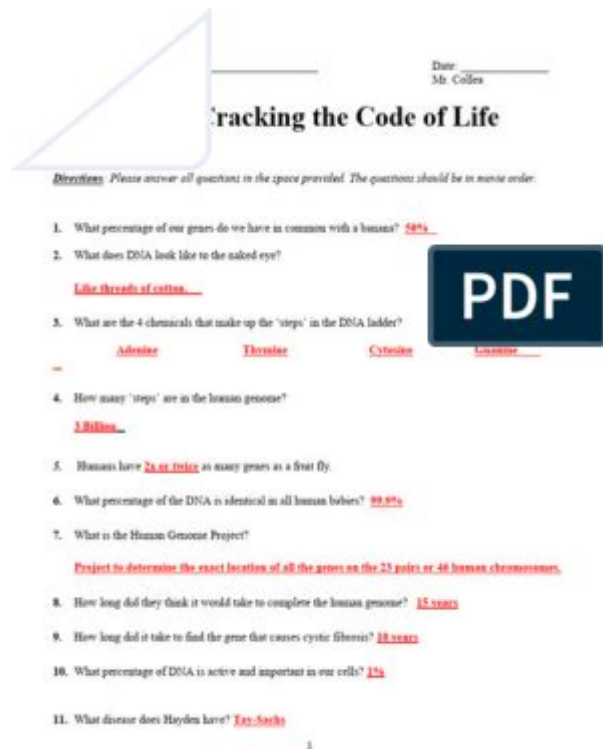 Date: ____________
Mr. Collea
racking the Code of Life
Directions: Please answer all questions in the space provided. The questions should be in movie order.
PDF
1. What percentage of our genes do we have in common with a banana? 50%
2. What does DNA look like to the naked eye?
Like threads of cotton.
3. What are the 4 chemicals that make up the 'steps' in the DNA ladder?
Adenine Thymine Cytosine Guanine
4. How many 'steps' are in the human genome?
3 Billion
5. Humans have 2x or twice as many genes as a fruit fly.
6. What percentage of the DNA is identical in all human babies? 99.9%
7. What is the Human Genome Project?
Project to determine the exact location of all the genes on the 23 pairs or 46 human chromosomes.
8. How long did they think it would take to complete the human genome? 15 years
9. How long did it take to find the gene that causes cystic fibrosis? 10 years
10. What percentage of DNA is active and important in our cells? 1%
11. What disease does Hayden have? Tay-Sachs
1